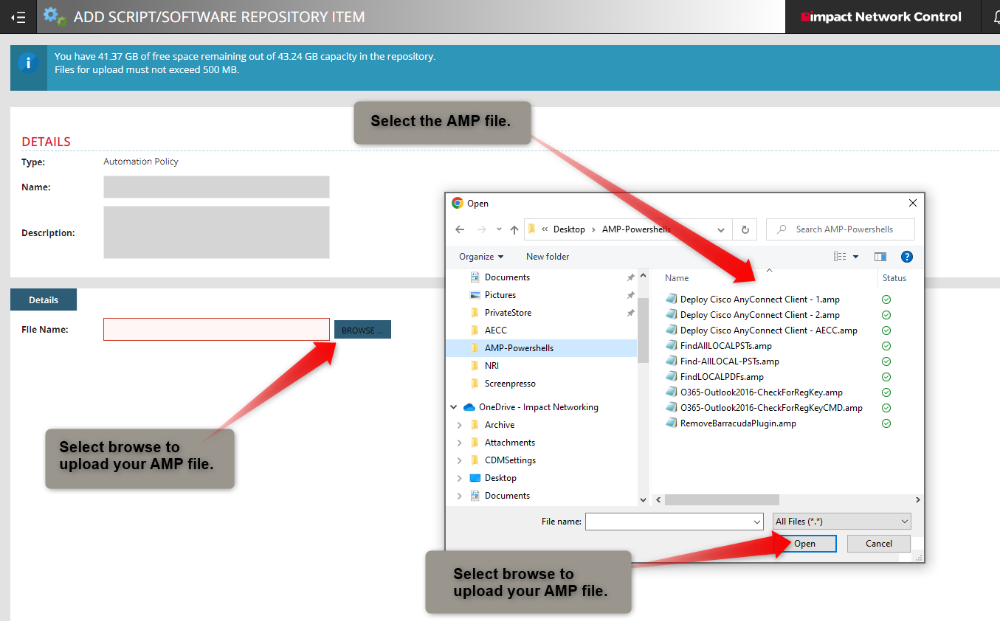 ADD SCRIPT/SOFTWARE REPOSITORY ITEM
impact Network Control
You have 41.37 GB of free space remaining out of 43.24 GB capacity in the repository.
Files for upload must not exceed 500 MB.
Select the AMP file.
DETAILS
Type: Automation Policy
Name:
Description:
Details
File Name:
BROWSE ...
Select browse to
upload your AMP file.
Open
« Desktop › AMP-Powershells
Search AMP-Powershells
Organize
New folder
Documents
Pictures
PrivateStore
AECC
AMP-Powershells
NRI
Screenpresso
OneDrive - Impact Networking
Archive
Attachments
CDMSettings
Desktop
Documents
Name
Status
Deploy Cisco AnyConnect Client - 1.amp
Deploy Cisco AnyConnect Client - 2.amp
Deploy Cisco AnyConnect Client - AECC.amp
FindAllLOCALPSTs.amp
Find-AllLOCAL-PSTs.amp
FindLOCALPDFs.amp
O365-Outlook2016-CheckForRegKey.amp
O365-Outlook2016-CheckForRegKeyCMD.amp
RemoveBarracudaPlugin.amp
File name:
All Files (*.*)
Open
Cancel
Select browse to
upload your AMP file.